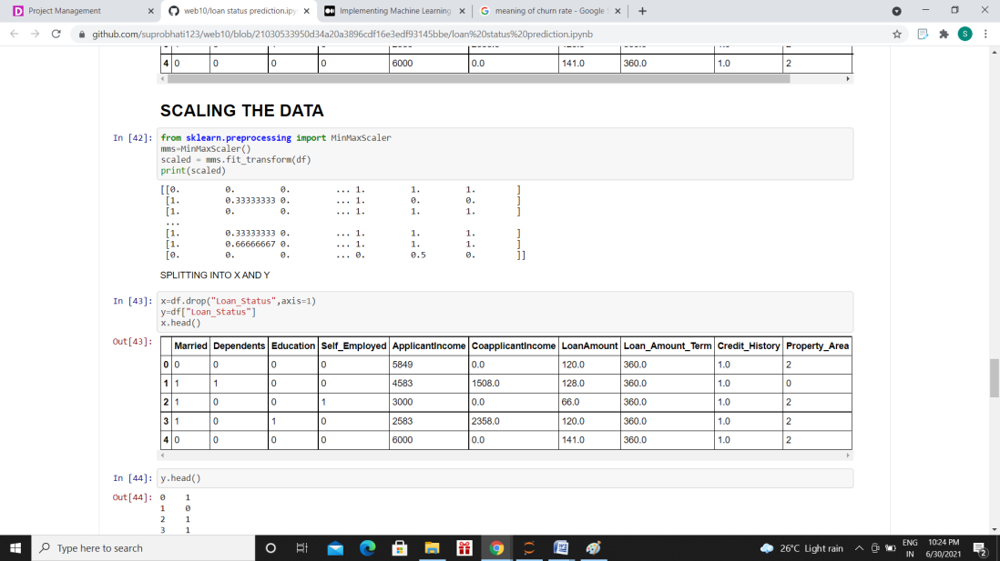 Project Management
web10/loan status prediction.ipy
Implementing Machine Learning
meaning of churn rate - Google
github.com/suprobhati123/web10/blob/21030533950d34a20a3896cdf16e3edf93145bbe/loan%20status%20prediction.ipynb
S
4 0 0 0 0 6000 0.0 141.0 360.0 1.0 2
SCALING THE DATA
In [42]: from sklearn.preprocessing import MinMaxScaler
mms=MinMaxScaler()
scaled = mms.fit_transform(df)
print(scaled)
[[0. 0. 0. ... 1. 1. 1. ]
[1. 0.33333333 0. ... 1. 0. 0. ]
[1. 0. 0. ... 1. 1. 1. ]
...
[1. 0.33333333 0. ... 1. 1. 1. ]
[1. 0.66666667 0. ... 1. 1. 1. ]
[0. 0. 0. ... 0. 0.5 0. ]]
SPLITTING INTO X AND Y
In [43]: x=df.drop("Loan_Status",axis=1)
y=df["Loan_Status"]
x.head()
Out[43]:
Married Dependents Education Self_Employed ApplicantIncome CoapplicantIncome LoanAmount Loan_Amount_Term Credit_History Property_Area
0 0 0 0 0 5849 0.0 120.0 360.0 1.0 2
1 1 1 0 0 4583 1508.0 128.0 360.0 1.0 0
2 1 0 0 1 3000 0.0 66.0 360.0 1.0 2
3 1 0 1 0 2583 2358.0 120.0 360.0 1.0 2
4 0 0 0 0 6000 0.0 141.0 360.0 1.0 2
In [44]: y.head()
Out[44]: 0 1
1 0
2 1
3 1
Type here to search
26°C Light rain
ENG
IN
10:24 PM
6/30/2021
2